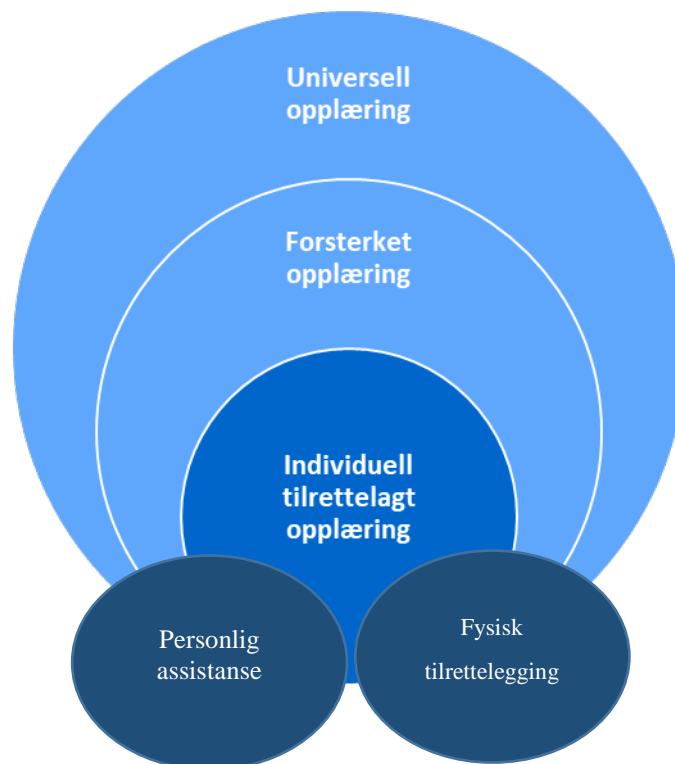 Universell
opplæring
Forsterket
opplæring
Individuell
tilrettelagt
opplæring
Personlig
assistanse
Fysisk
tilrettelegging